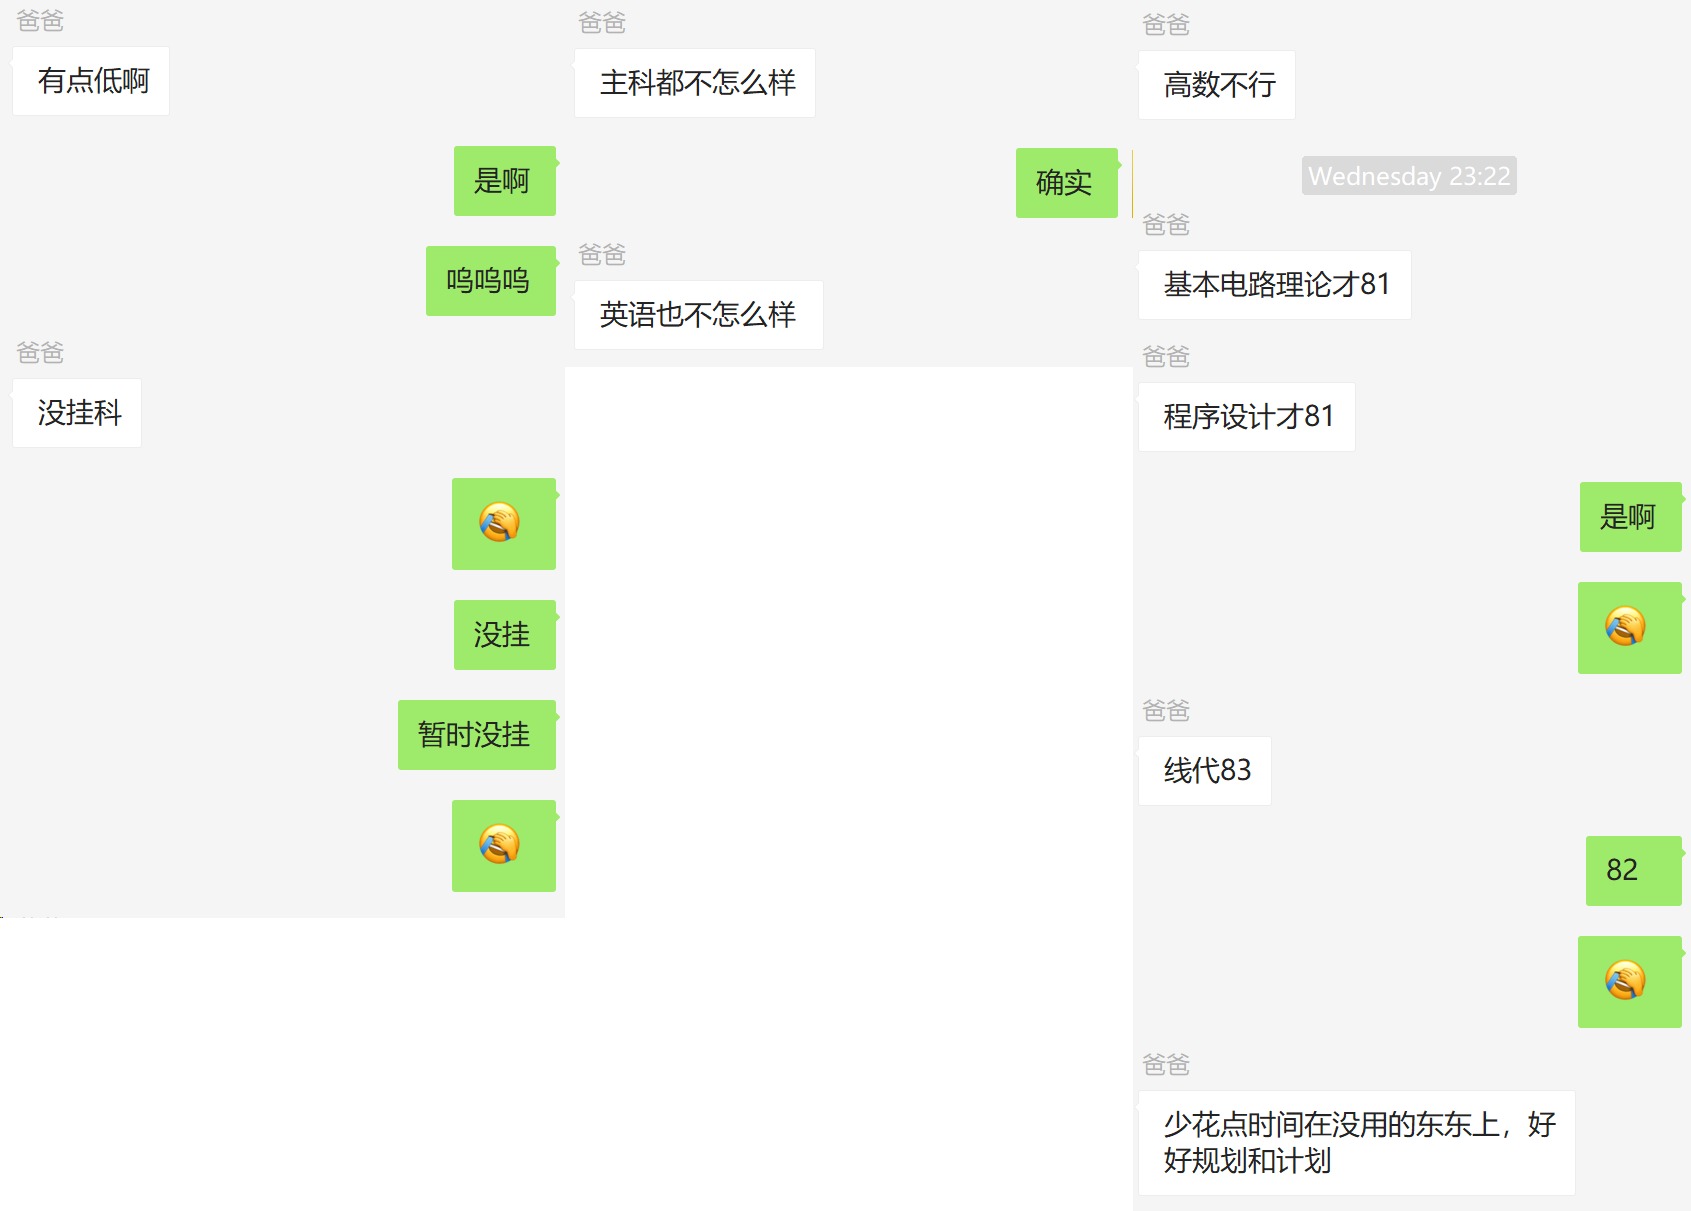 爸爸
有点低啊
是啊
呜呜呜
爸爸
没挂科
没挂
暂时没挂
爸爸
主科都不怎么样
确实
爸爸
英语也不怎么样
爸爸
高数不行
Wednesday 23:22
爸爸
基本电路理论才81
爸爸
程序设计才81
是啊
爸爸
线代83
82
爸爸
少花点时间在没用的东东上，好
好规划和计划